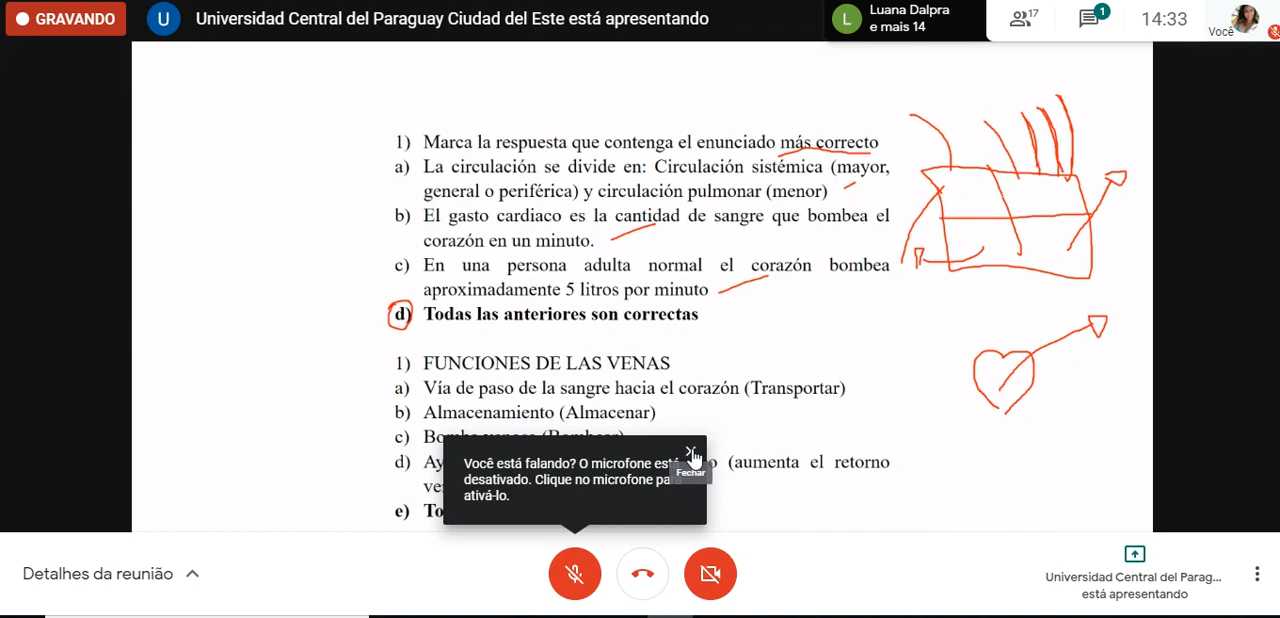 GRAVANDO
U
Universidad Central del Paraguay Ciudad del Este está apresentando
L
Luana Dalpra
e mais 14
17
1
14:33
Você
1) Marca la respuesta que contenga el enunciado más correcto
a) La circulación se divide en: Circulación sistémica (mayor,
general o periférica) y circulación pulmonar (menor)
b) El gasto cardiaco es la cantidad de sangre que bombea el
corazón en un minuto.
c) En una persona adulta normal el corazón bombea
aproximadamente 5 litros por minuto
d) Todas las anteriores son correctas
1) FUNCIONES DE LAS VENAS
a) Vía de paso de la sangre hacia el corazón (Transportar)
b) Almacenamiento (Almacenar)
c) Bomba venosa (Bombear)
d) (aumenta el retorno
e)
Você está falando? O microfone está
desativado. Clique no microfone para
ativá-lo.
Fechar
Detalhes da reunião
Universidad Central del Parag...
está apresentando